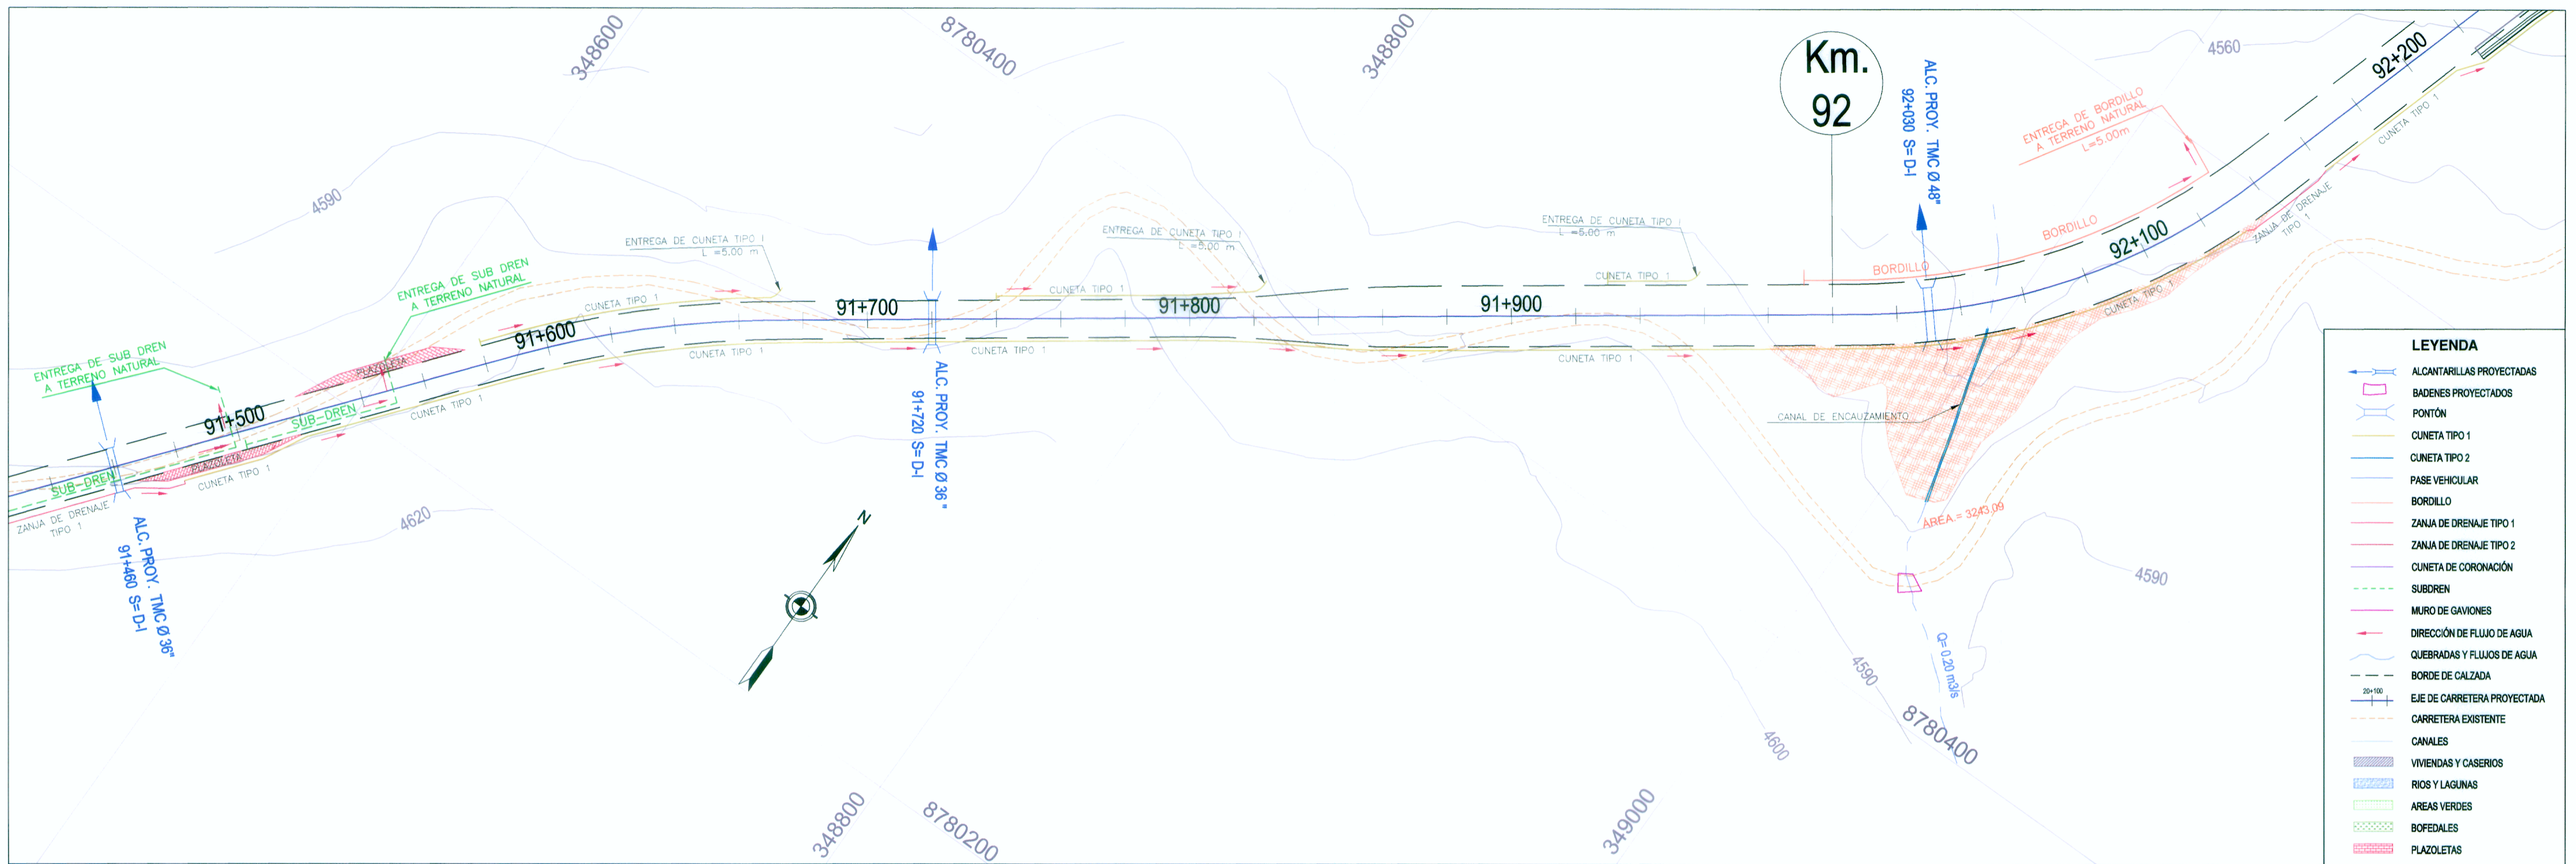 348600
8780400
348800
Km.
92
ALC. PROY. TMC Ø 48"
92+030 S= D-I
ENTREGA DE BORDILLO
A TERRENO NATURAL
L=5.00m
92+200
4560
CUNETA TIPO 1
4590
ENTREGA DE SUB DREN
A TERRENO NATURAL
ENTREGA DE CUNETA TIPO I
L =5.00 m
ENTREGA DE CUNETA TIPO I
L =5.00 m
ENTREGA DE CUNETA TIPO I
L =5.00 m
BORDILLO
BORDILLO
92+100
ZANJA DE DRENAJE
TIPO 1
CUNETA TIPO 1
CUNETA TIPO 1
CUNETA TIPO 1
CUNETA TIPO 1
91+600
91+700
91+800
91+900
CUNETA TIPO 1
CUNETA TIPO 1
CUNETA TIPO 1
ENTREGA DE SUB DREN
A TERRENO NATURAL
PLAZOLETA
91+500
SUB-DREN
CUNETA TIPO 1
PLAZOLETA
CUNETA TIPO 1
SUB-DREN
ZANJA DE DRENAJE
TIPO 1
4620
ALC. PROY. TMC Ø 36"
91+460 S= D-I
ALC. PROY. TMC Ø 36 "
91+720 S= D-I
N
CANAL DE ENCAUZAMIENTO
ÁREA.= 3243.09
4590
Q= 0.20 m3/s
4590
4600
8780400
348800
8780200
349000
LEYENDA
ALCANTARILLAS PROYECTADAS
BADENES PROYECTADOS
PONTÓN
CUNETA TIPO 1
CUNETA TIPO 2
PASE VEHICULAR
BORDILLO
ZANJA DE DRENAJE TIPO 1
ZANJA DE DRENAJE TIPO 2
CUNETA DE CORONACIÓN
SUBDREN
MURO DE GAVIONES
DIRECCIÓN DE FLUJO DE AGUA
QUEBRADAS Y FLUJOS DE AGUA
BORDE DE CALZADA
20+100
EJE DE CARRETERA PROYECTADA
CARRETERA EXISTENTE
CANALES
VIVIENDAS Y CASERIOS
RIOS Y LAGUNAS
AREAS VERDES
BOFEDALES
PLAZOLETAS